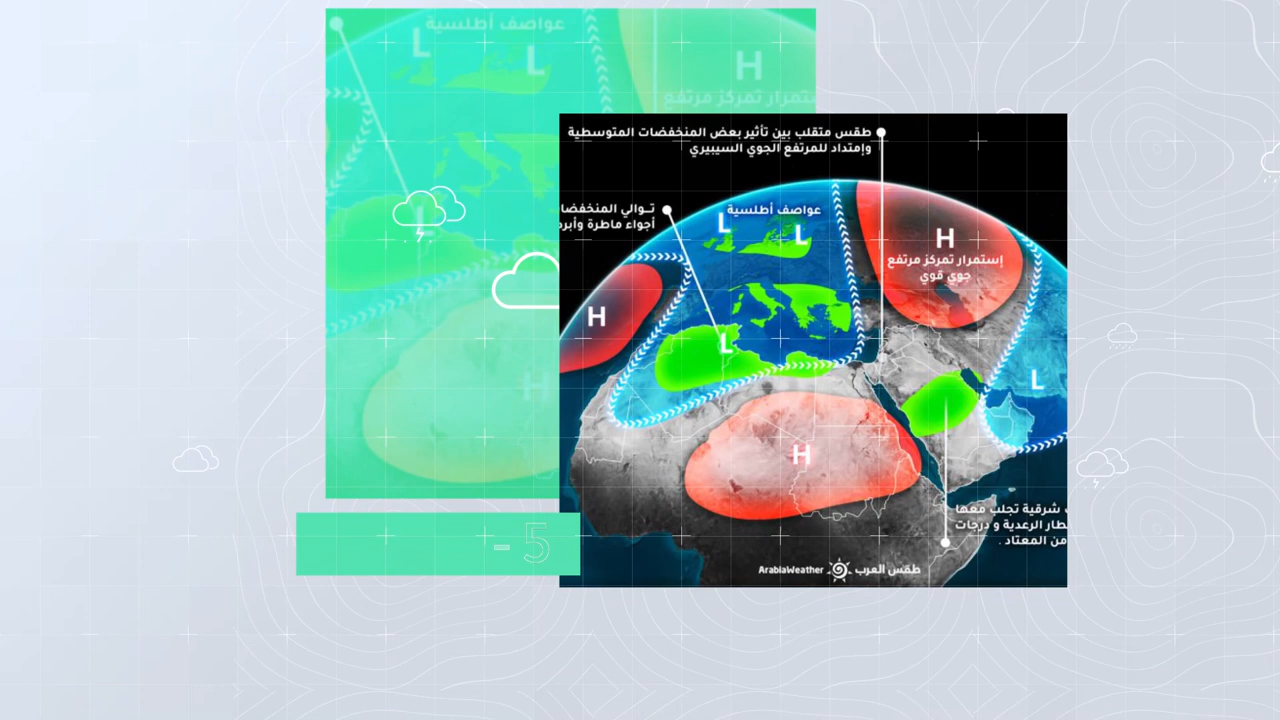 عواصف أطلسية
L
L
H
ستمرار تمركز مرتفع
L
H
طقس متقلب بين تأثير بعض المنخفضات المتوسطية
وإمتداد للمرتفع الجوي السيبيري
تـوالي المنخفضا
أجواء ماطرة وأبر
عواصف أطلسية
L
L
H
إستمرار تمركز مرتفع
جوي قوي
H
L
L
H
شرقية تجلب معها
طار الرعدية و درجات
من المعتاد .
ArabiaWeather طقس العرب
- 5